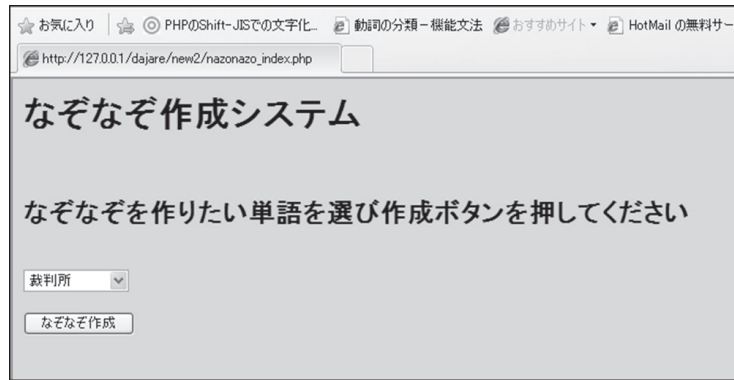 お気に入り PHPのShift-JISでの文字化... 動詞の分類－機能文法 おすすめサイト HotMail の無料サー
http://127.0.0.1/dajare/new2/nazonazo_index.php
なぞなぞ作成システム
なぞなぞを作りたい単語を選び作成ボタンを押してください
裁判所
なぞなぞ作成